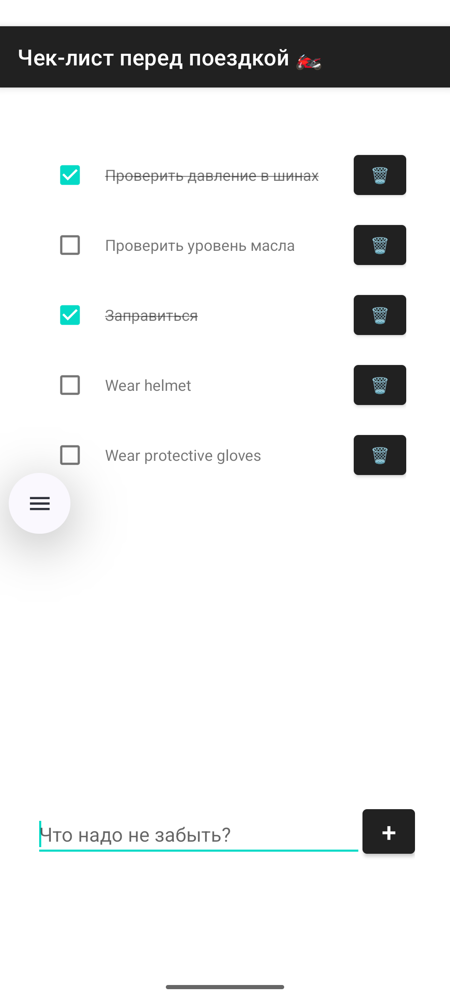 Чек-лист перед поездкой 🏍️
Проверить давление в шинах
Проверить уровень масла
Заправиться
Wear helmet
Wear protective gloves
Что надо не забыть?
+